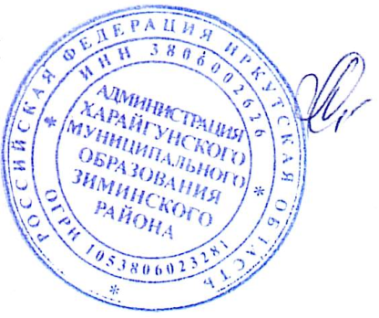 РОССИЙСКАЯ ФЕДЕРАЦИЯ ИРКУТСКАЯ ОБЛАСТЬ
* ИНН 3806002626 *
ОГРН 1053806023281
АДМИНИСТРАЦИЯ
ХАРАЙГУНСКОГО
МУНИЦИПАЛЬНОГО
ОБРАЗОВАНИЯ
ЗИМИНСКОГО
РАЙОНА